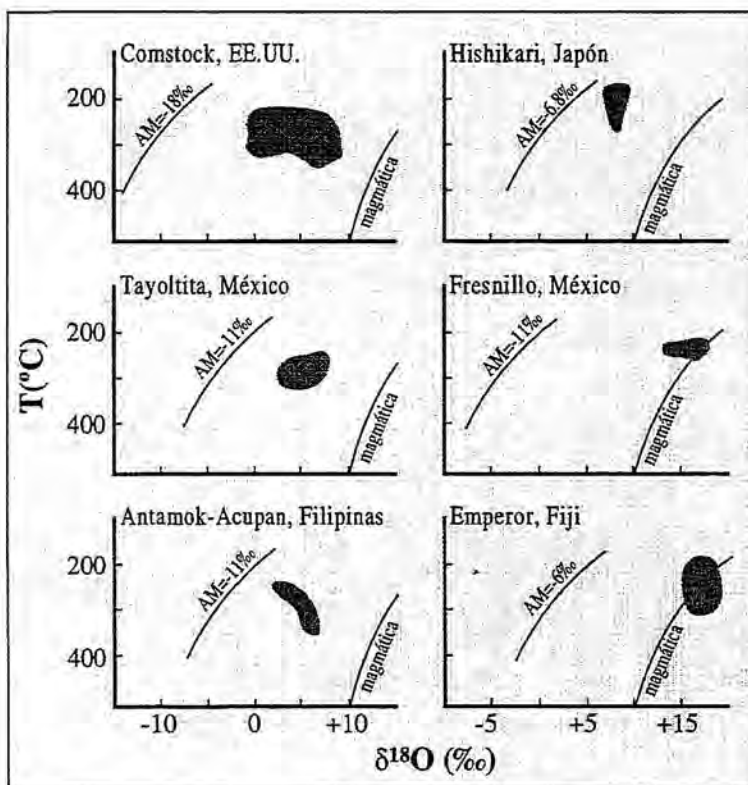 Comstock, EE.UU.
200
400
AM=-18‰
magmática
Hishikari, Japón
AM=-6.8‰
magmática
Tayoltita, México
200
400
AM=-11‰
magmática
Fresnillo, México
AM=-11‰
magmática
Antamok-Acupan, Filipinas
200
400
AM=-11‰
magmática
Emperor, Fiji
AM=-6‰
magmática
T(ºC)
-10 0 +10
-5 +5 +15
δ¹⁸O (‰)